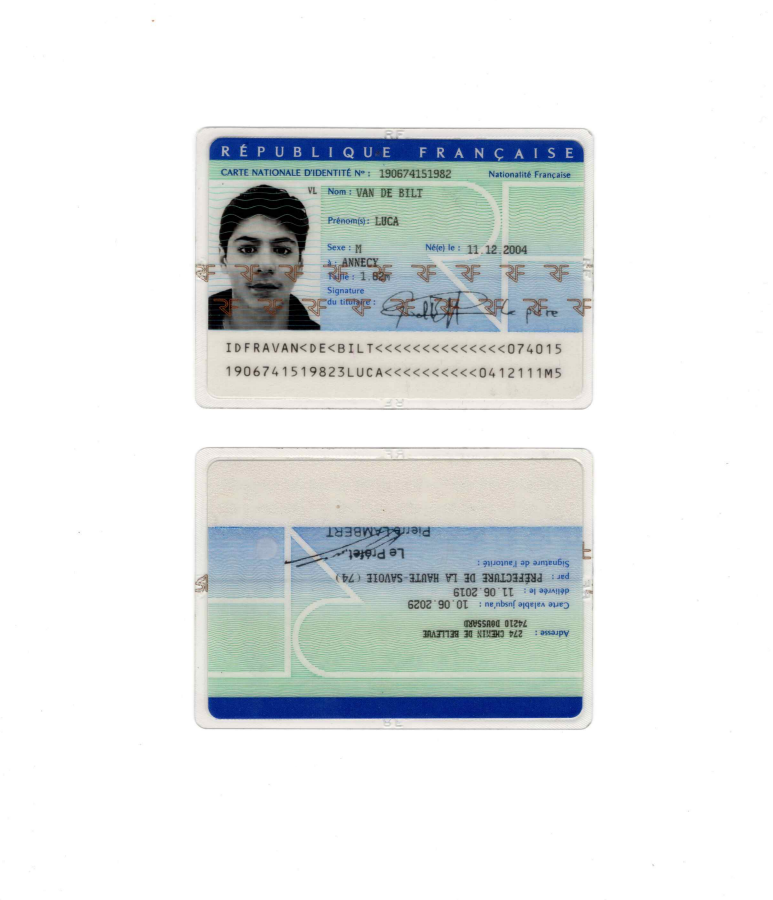 RF
RÉPUBLIQUE FRANÇAISE
CARTE NATIONALE D'IDENTITÉ N° : 190674151982 Nationalité Française
VL Nom : VAN DE BILT
Prénom(s): LUCA
Sexe : M Né(e) le : 11.12.2004
à : ANNECY
Taille : 1.82m
Signature
du titulaire :
Le père
IDFRAVAN<DE<BILT<<<<<<<<<<<<<<<074015
1906741519823LUCA<<<<<<<<<<0412111M5
Adresse : 274 CHEMIN DE BELLEVUE
74210 DOUSSARD
Carte valable jusqu'au : 10.06.2029
délivrée le : 11.06.2019
par : PRÉFECTURE DE LA HAUTE-SAVOIE (74)
Signature de l'autorité :
Le Préfet,
Pierre LAMBERT